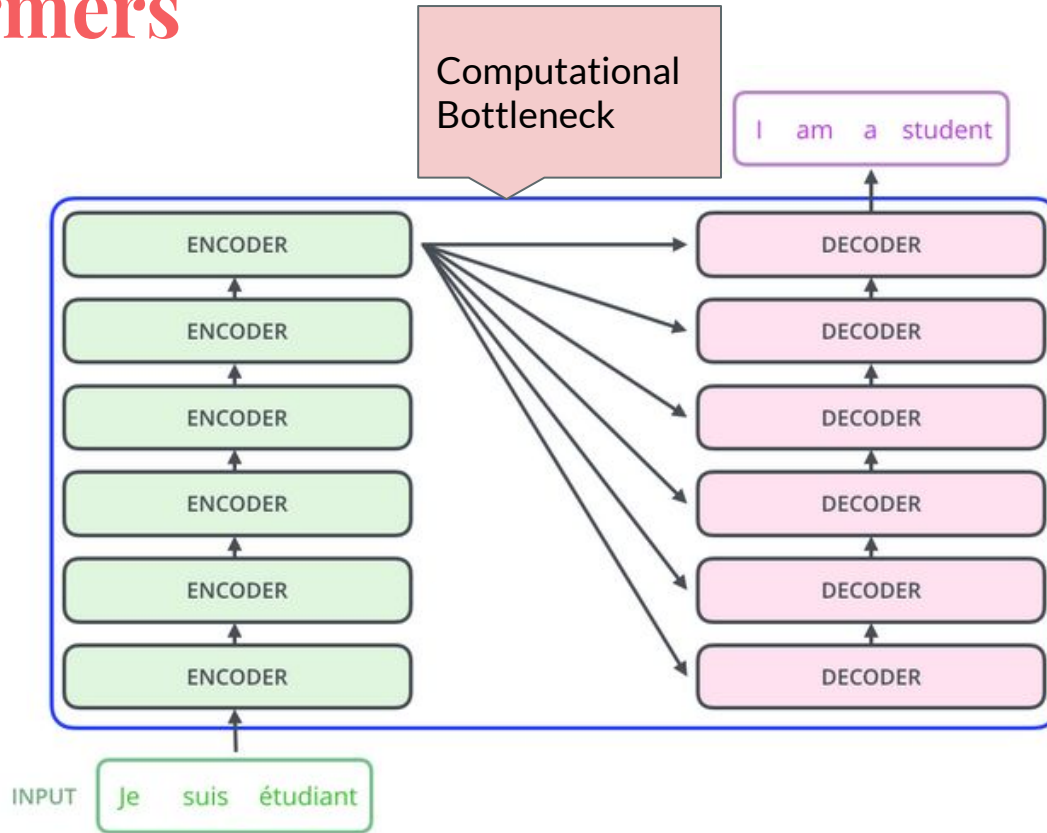 rmers
Computational
Bottleneck
I am a student
ENCODER DECODER
ENCODER DECODER
ENCODER DECODER
ENCODER DECODER
ENCODER DECODER
ENCODER DECODER
INPUT Je suis étudiant